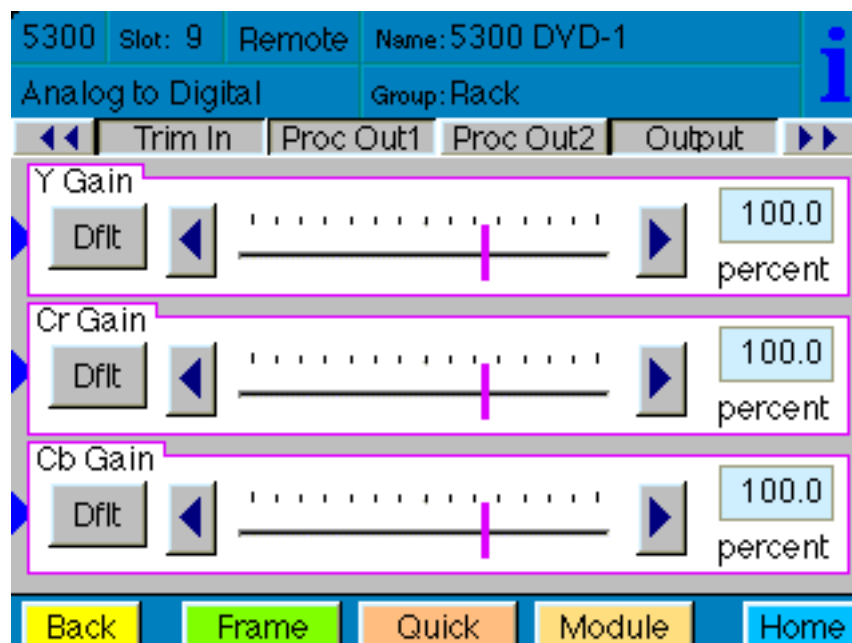 5300 Slot: 9 Remote Name: 5300 DVD-1
Analog to Digital Group: Rack
Trim In Proc Out1 Proc Out2 Output
Y Gain
Dflt 100.0
percent
Cr Gain
Dflt 100.0
percent
Cb Gain
Dflt 100.0
percent
Back Frame Quick Module Home